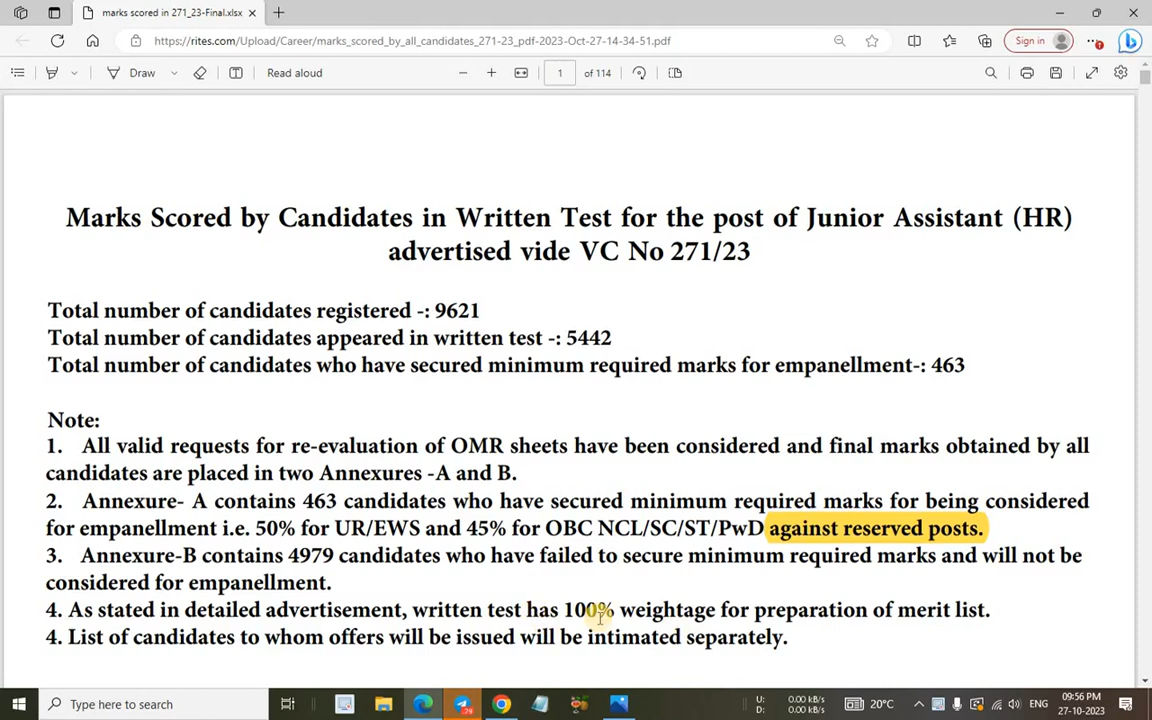 marks scored in 271_23-Final.xlsx
https://rites.com/Upload/Career/marks_scored_by_all_candidates_271-23_pdf-2023-Oct-27-14-34-51.pdf
Sign in
Draw
Read aloud
1 of 114
Marks Scored by Candidates in Written Test for the post of Junior Assistant (HR)
advertised vide VC No 271/23
Total number of candidates registered -: 9621
Total number of candidates appeared in written test -: 5442
Total number of candidates who have secured minimum required marks for empanellment-: 463
Note:
1. All valid requests for re-evaluation of OMR sheets have been considered and final marks obtained by all
candidates are placed in two Annexures -A and B.
2. Annexure- A contains 463 candidates who have secured minimum required marks for being considered
for empanellment i.e. 50% for UR/EWS and 45% for OBC NCL/SC/ST/PwD against reserved posts.
3. Annexure-B contains 4979 candidates who have failed to secure minimum required marks and will not be
considered for empanellment.
4. As stated in detailed advertisement, written test has 100% weightage for preparation of merit list.
4. List of candidates to whom offers will be issued will be intimated separately.
Type here to search
U: 0.00 kB/s
D: 0.00 kB/s
20°C
ENG
09:56 PM
27-10-2023